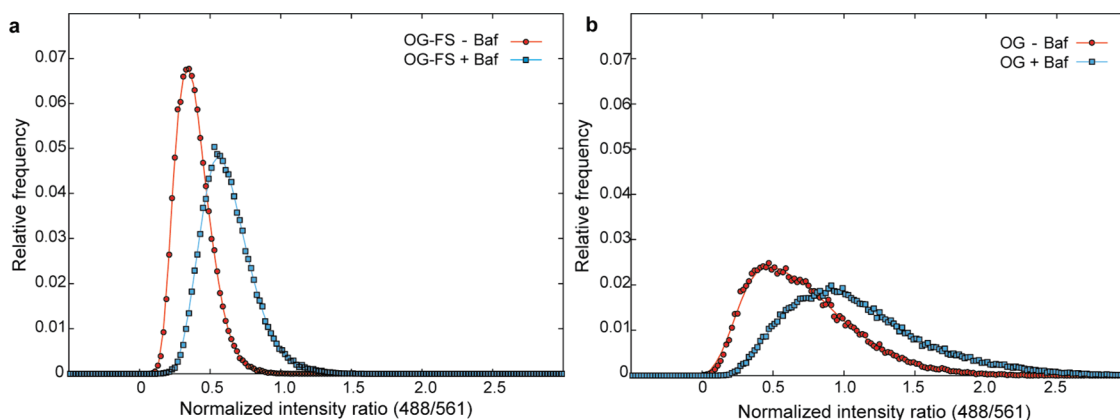 a
OG-FS - Baf
OG-FS + Baf
0.07
0.06
0.05
0.04
0.03
0.02
0.01
0
Relative frequency
0 0.5 1.0 1.5 2.0 2.5
Normalized intensity ratio (488/561)
b
OG - Baf
OG + Baf
0.07
0.06
0.05
0.04
0.03
0.02
0.01
0
Relative frequency
0 0.5 1.0 1.5 2.0 2.5
Normalized intensity ratio (488/561)